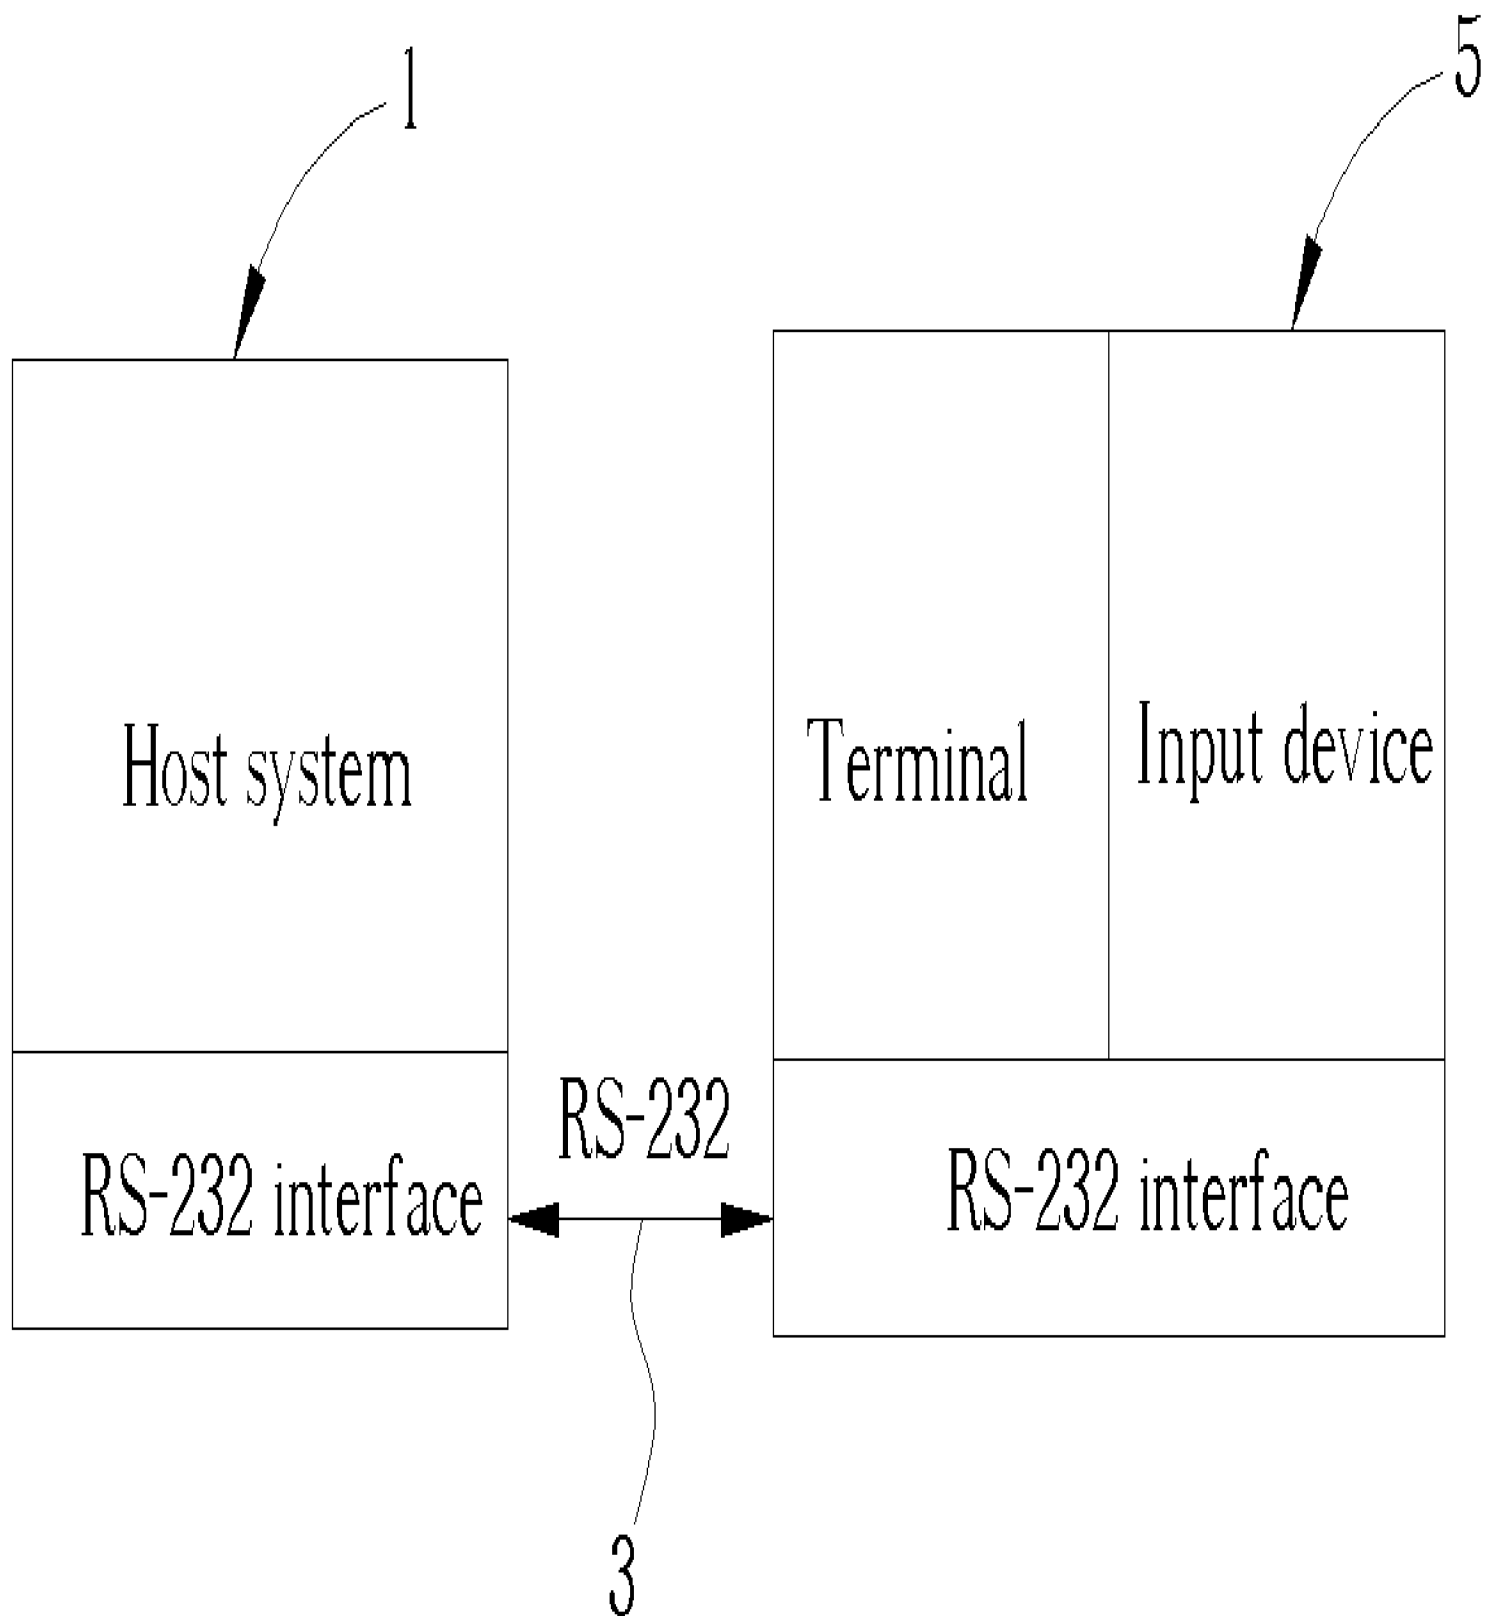 1
5
Host system
Terminal
Input device
RS-232
RS-232 interface
RS-232 interface
3